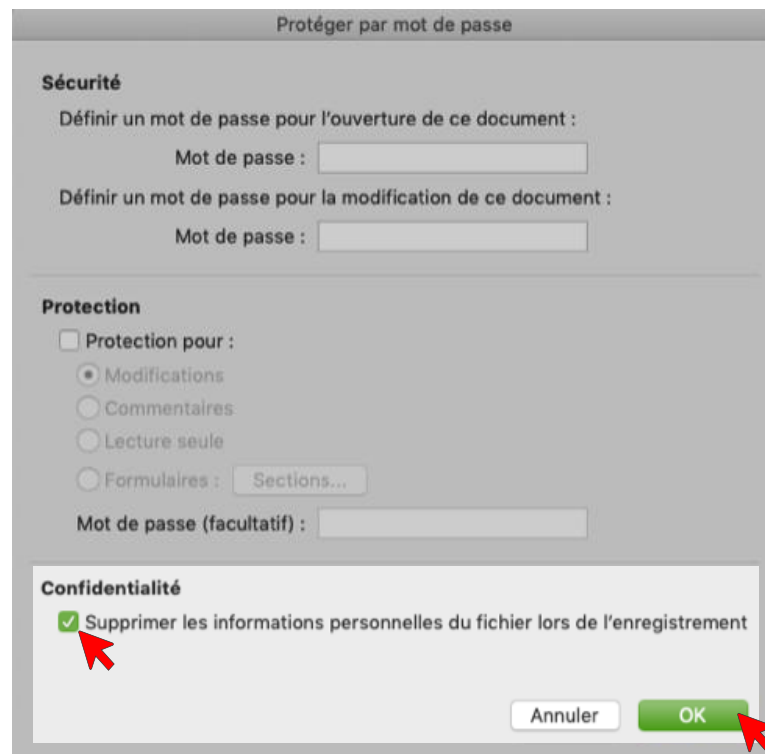 Protéger par mot de passe
Sécurité
Définir un mot de passe pour l'ouverture de ce document :
Mot de passe :
Définir un mot de passe pour la modification de ce document :
Mot de passe :
Protection
Protection pour :
Modifications
Commentaires
Lecture seule
Formulaires : Sections...
Mot de passe (facultatif) :
Confidentialité
Supprimer les informations personnelles du fichier lors de l'enregistrement
Annuler OK